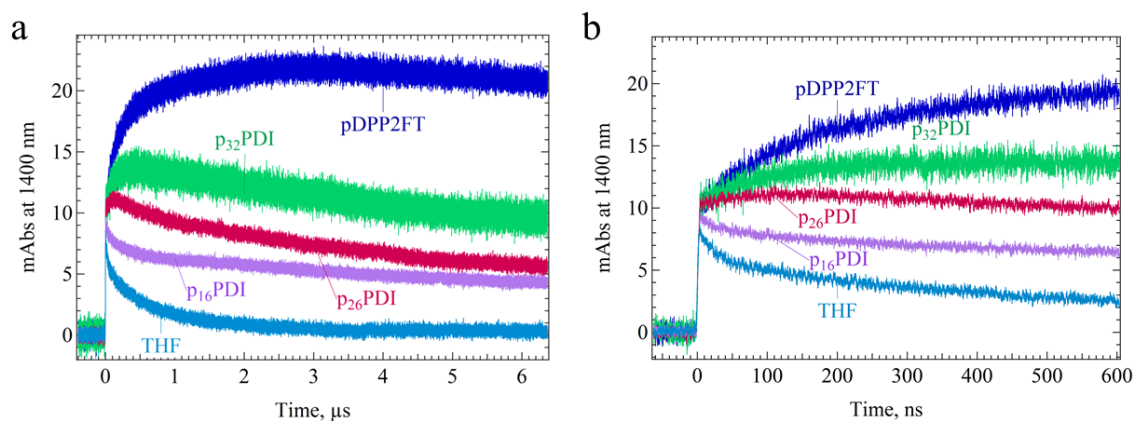 a
mAbs at 1400 nm
20
15
10
5
0
pDPP2FT
p₃₂PDI
p₁₆PDI
p₂₆PDI
THF
0 1 2 3 4 5 6
Time, µs
b
mAbs at 1400 nm
20
15
10
5
0
pDPP2FT
p₃₂PDI
p₂₆PDI
p₁₆PDI
THF
0 100 200 300 400 500 600
Time, ns